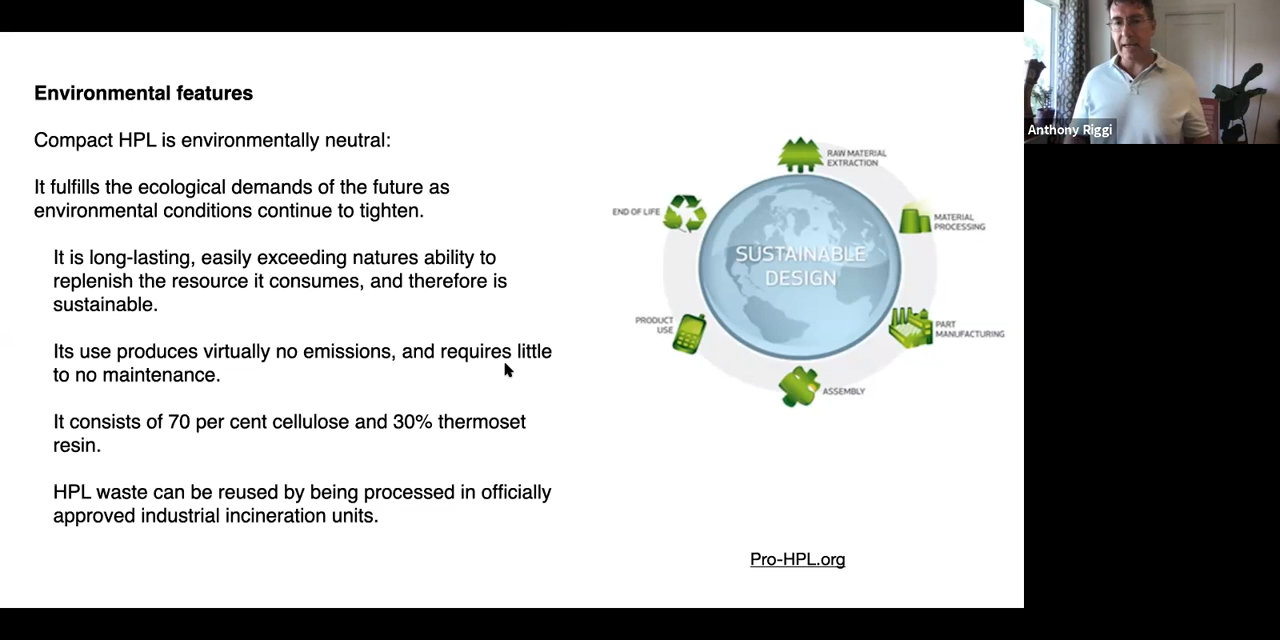 Environmental features
Compact HPL is environmentally neutral:
It fulfills the ecological demands of the future as
environmental conditions continue to tighten.
It is long-lasting, easily exceeding natures ability to
replenish the resource it consumes, and therefore is
sustainable.
Its use produces virtually no emissions, and requires little
to no maintenance.
It consists of 70 per cent cellulose and 30% thermoset
resin.
HPL waste can be reused by being processed in officially
approved industrial incineration units.
RAW MATERIAL
EXTRACTION
MATERIAL
PROCESSING
PART
MANUFACTURING
ASSEMBLY
PRODUCT
USE
END OF LIFE
SUSTAINABLE
DESIGN
Pro-HPL.org
Anthony Riggi